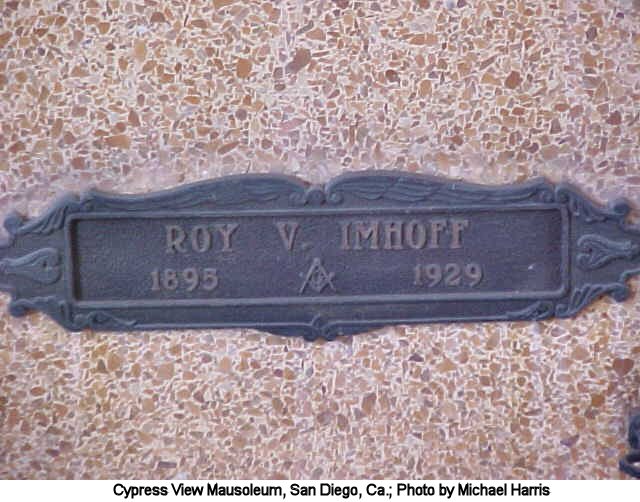 ROY V. IMHOFF
1895 1929
Cypress View Mausoleum, San Diego, Ca.; Photo by Michael Harris